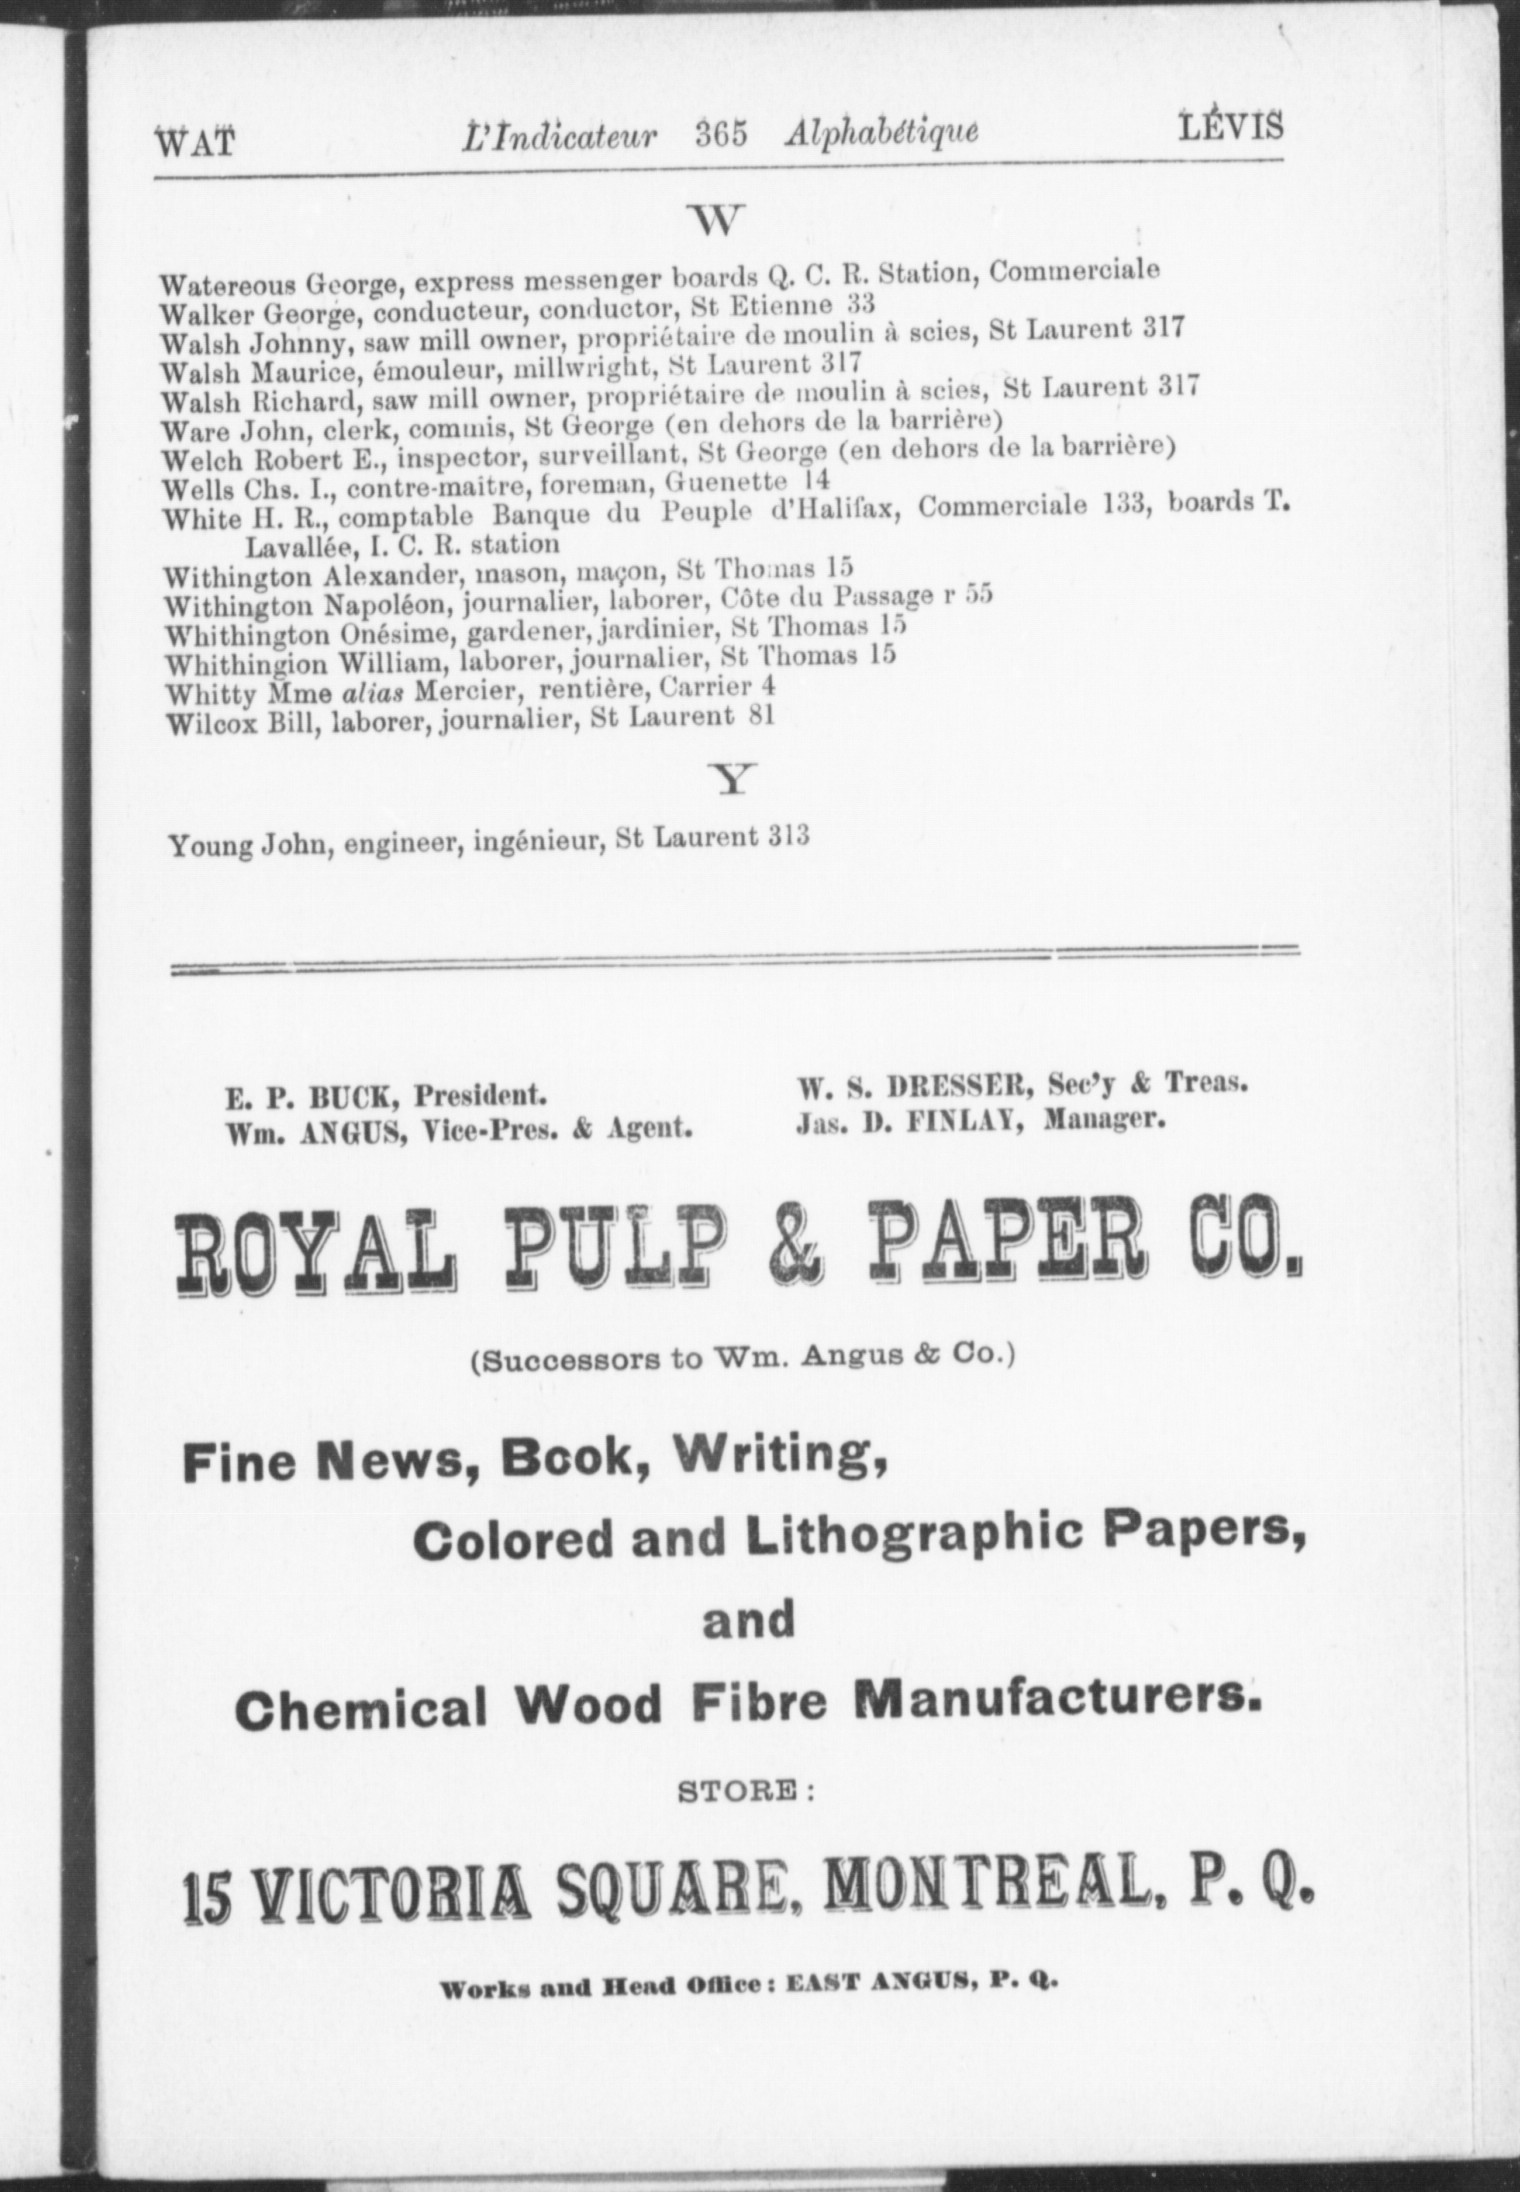 WAT L'Indicateur 365 Alphabétique LÉVIS
W
Watereous George, express messenger boards Q. C. R. Station, Commerciale
Walker George, conducteur, conductor, St Etienne 33
Walsh Johnny, saw mill owner, propriétaire de moulin à scies, St Laurent 317
Walsh Maurice, émouleur, millwright, St Laurent 317
Walsh Richard, saw mill owner, propriétaire de moulin à scies, St Laurent 317
Ware John, clerk, commis, St George (en dehors de la barrière)
Welch Robert E., inspector, surveillant, St George (en dehors de la barrière)
Wells Chs. I., contre-maitre, foreman, Guenette 14
White H. R., comptable Banque du Peuple d'Halifax, Commerciale 133, boards T.
Lavallée, I. C. R. station
Withington Alexander, mason, maçon, St Thomas 15
Withington Napoléon, journalier, laborer, Côte du Passage r 55
Whithington Onésime, gardener, jardinier, St Thomas 15
Whithingion William, laborer, journalier, St Thomas 15
Whitty Mme alias Mercier, rentière, Carrier 4
Wilcox Bill, laborer, journalier, St Laurent 81
Y
Young John, engineer, ingénieur, St Laurent 313
E. P. BUCK, President. W. S. DRESSER, Sec'y & Treas.
Wm. ANGUS, Vice-Pres. & Agent. Jas. D. FINLAY, Manager.
ROYAL PULP & PAPER CO.
(Successors to Wm. Angus & Co.)
Fine News, Book, Writing,
Colored and Lithographic Papers,
and
Chemical Wood Fibre Manufacturers.
STORE:
15 VICTORIA SQUARE, MONTREAL, P. Q.
Works and Head Office: EAST ANGUS, P. Q.